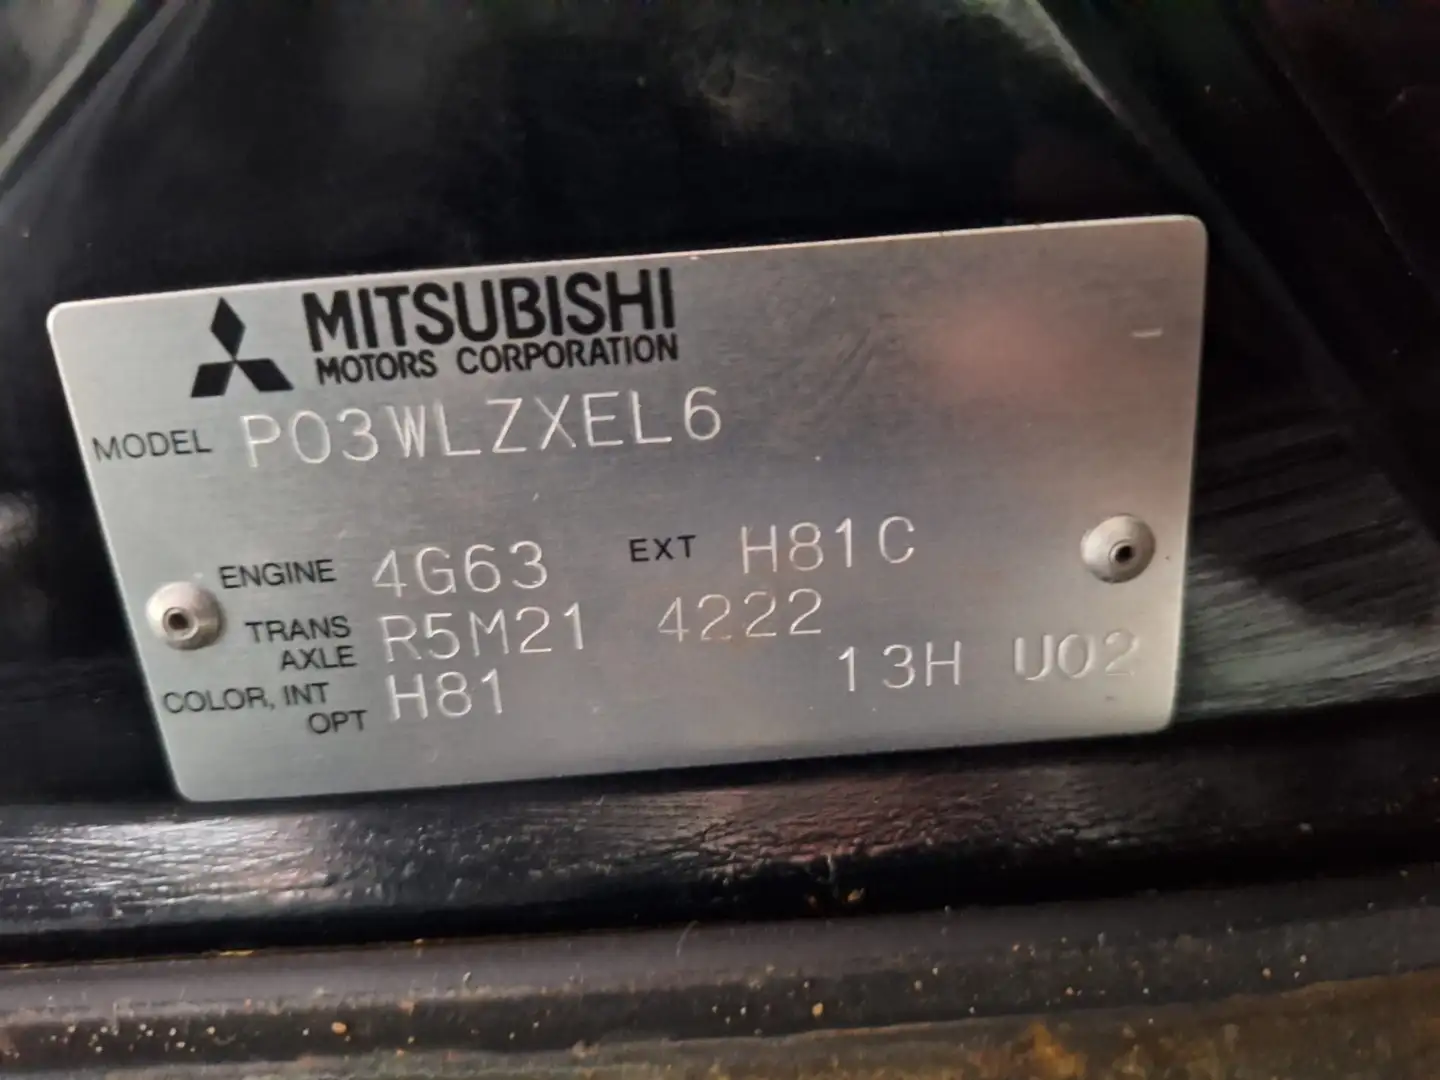 MITSUBISHI
MOTORS CORPORATION
MODEL P03WLZXEL6
ENGINE 4G63 EXT H81C
TRANS AXLE R5M21 4222
COLOR, INT OPT H81 13H U02